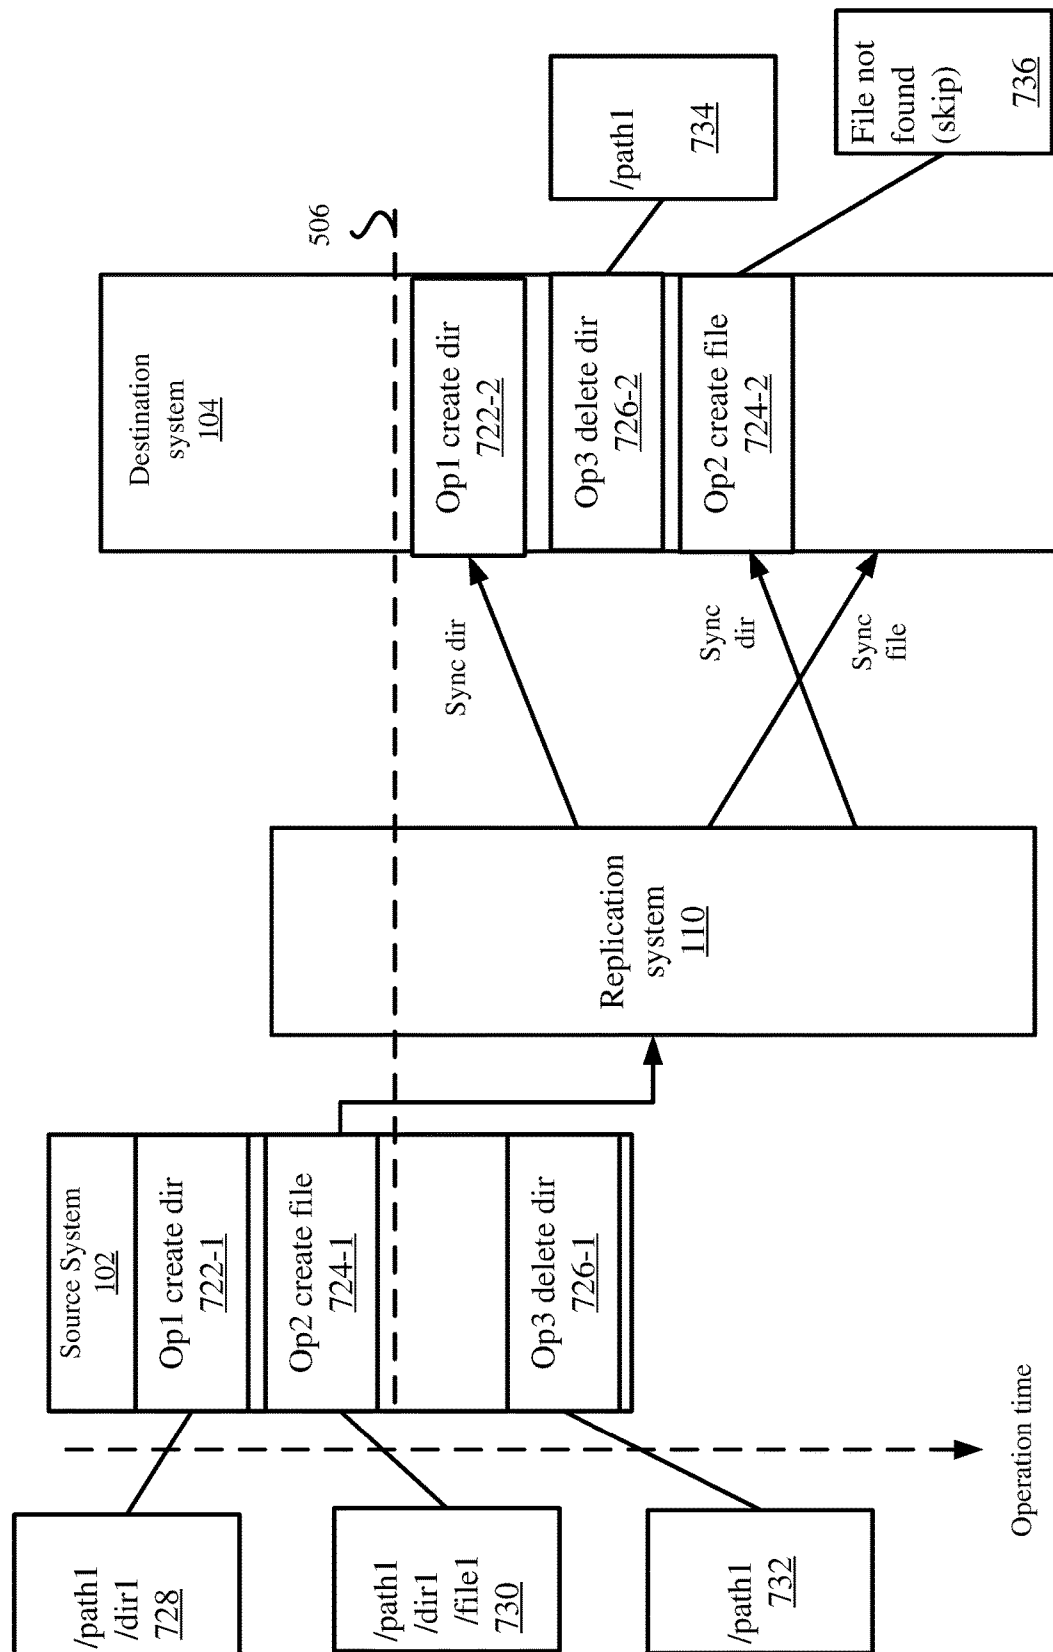 /path1
/dir1
728
/path1
/dir1
/file1
730
/path1
732
Operation time
Source System
102
Op1 create dir
722-1
Op2 create file
724-1
Op3 delete dir
726-1
Replication
system
110
Sync dir
Sync
dir
Sync
file
506
Destination
system
104
Op1 create dir
722-2
Op3 delete dir
726-2
Op2 create file
724-2
/path1
734
File not
found
(skip)
736